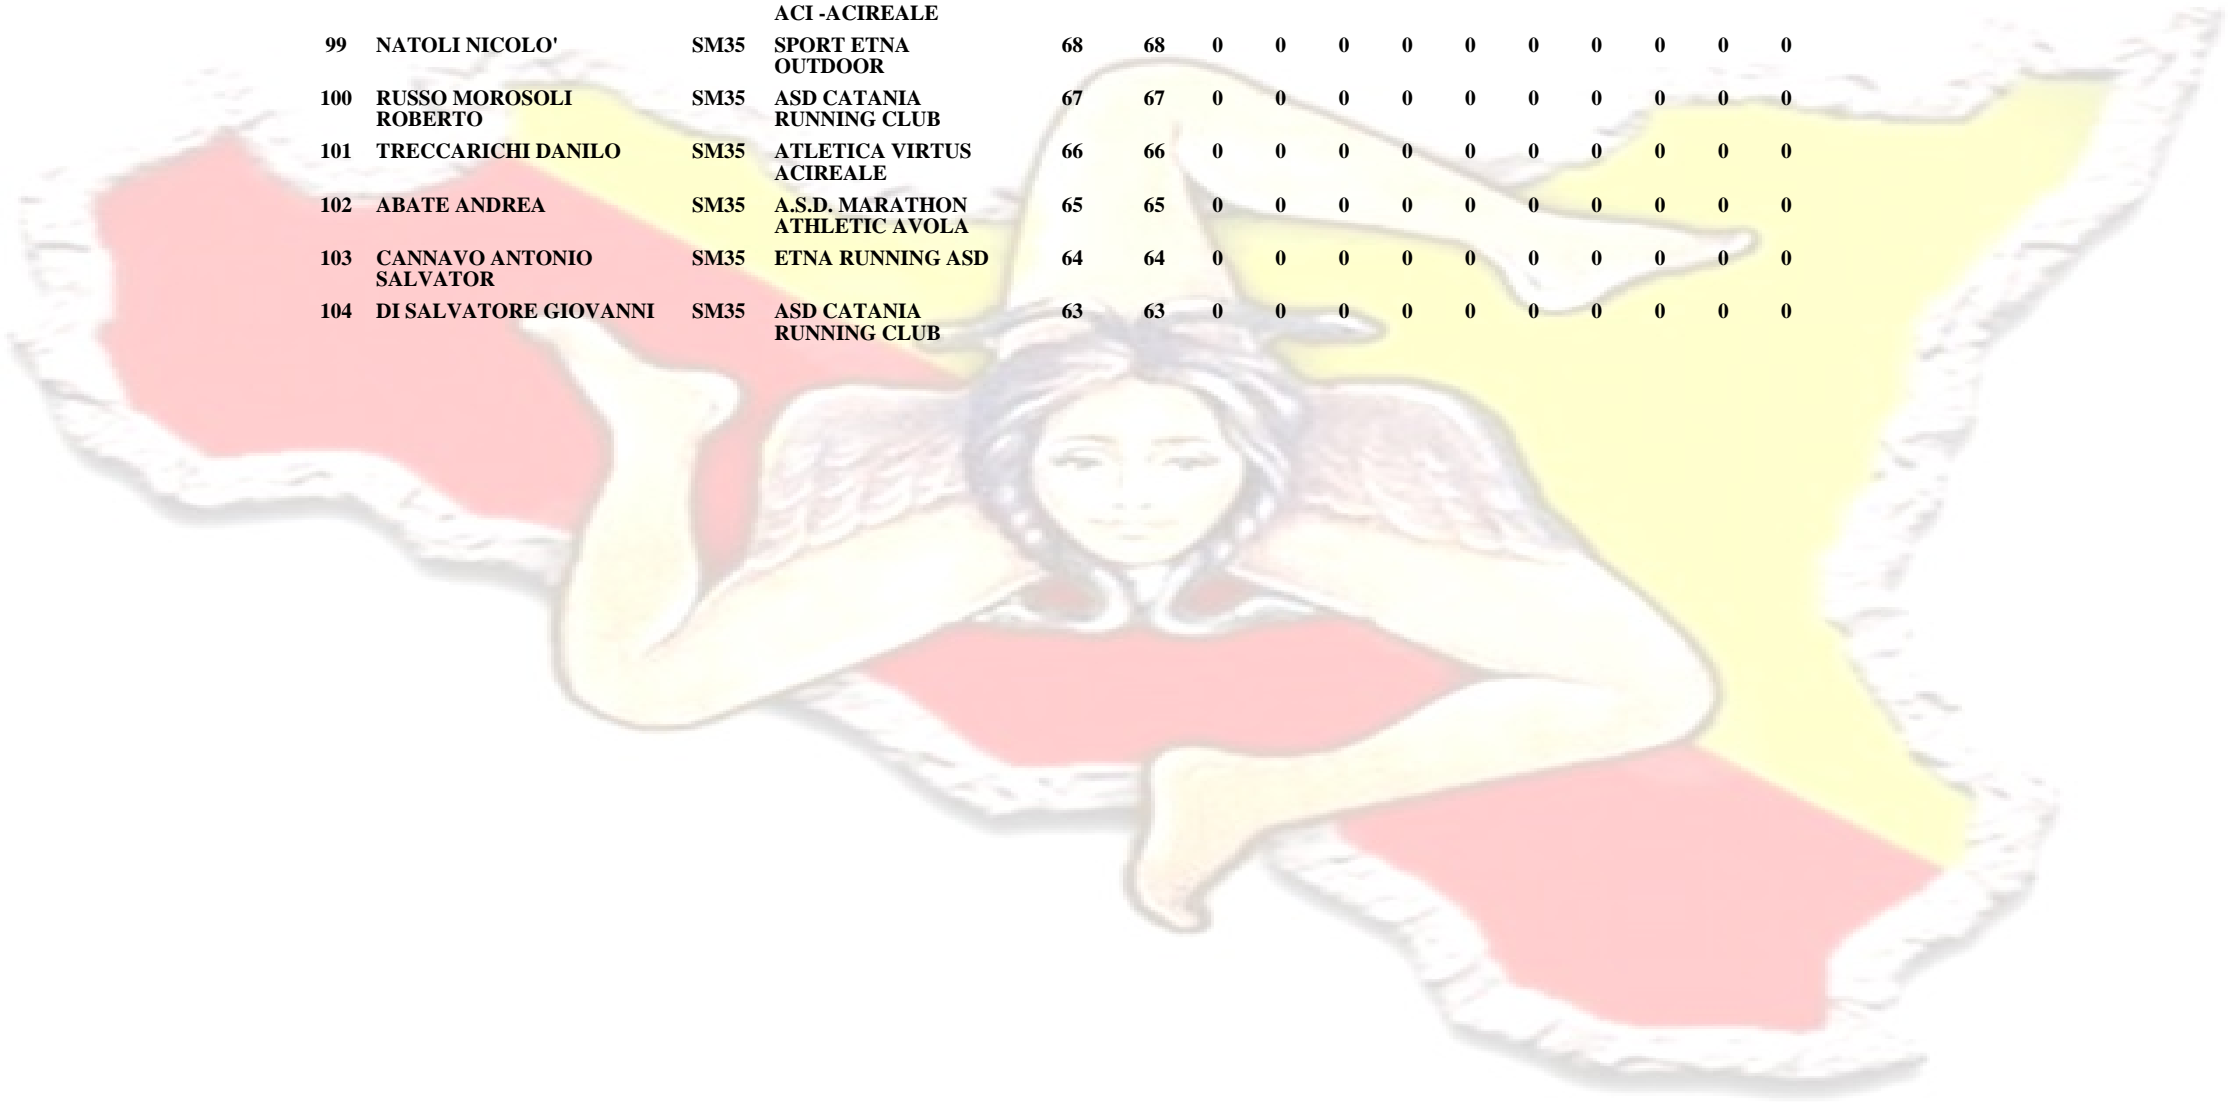 ACI -ACIREALE
99 NATOLI NICOLO' SM35 SPORT ETNA 68 68 0 0 0 0 0 0 0 0 0 0
OUTDOOR
100 RUSSO MOROSOLI SM35 ASD CATANIA 67 67 0 0 0 0 0 0 0 0 0 0
ROBERTO RUNNING CLUB
101 TRECCARICHI DANILO SM35 ATLETICA VIRTUS 66 66 0 0 0 0 0 0 0 0 0 0
ACIREALE
102 ABATE ANDREA SM35 A.S.D. MARATHON 65 65 0 0 0 0 0 0 0 0 0 0
ATHLETIC AVOLA
103 CANNAVO ANTONIO SM35 ETNA RUNNING ASD 64 64 0 0 0 0 0 0 0 0 0 0
SALVATOR
104 DI SALVATORE GIOVANNI SM35 ASD CATANIA 63 63 0 0 0 0 0 0 0 0 0 0
RUNNING CLUB